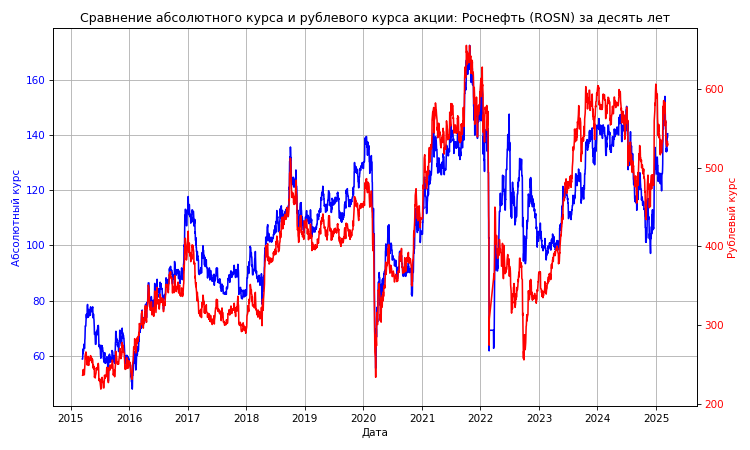 Сравнение абсолютного курса и рублевого курса акции: Роснефть (ROSN) за десять лет
Абсолютный курс
160
140
120
100
80
60
600
500
400
300
200
Рублевый курс
2015 2016 2017 2018 2019 2020 2021 2022 2023 2024 2025
Дата